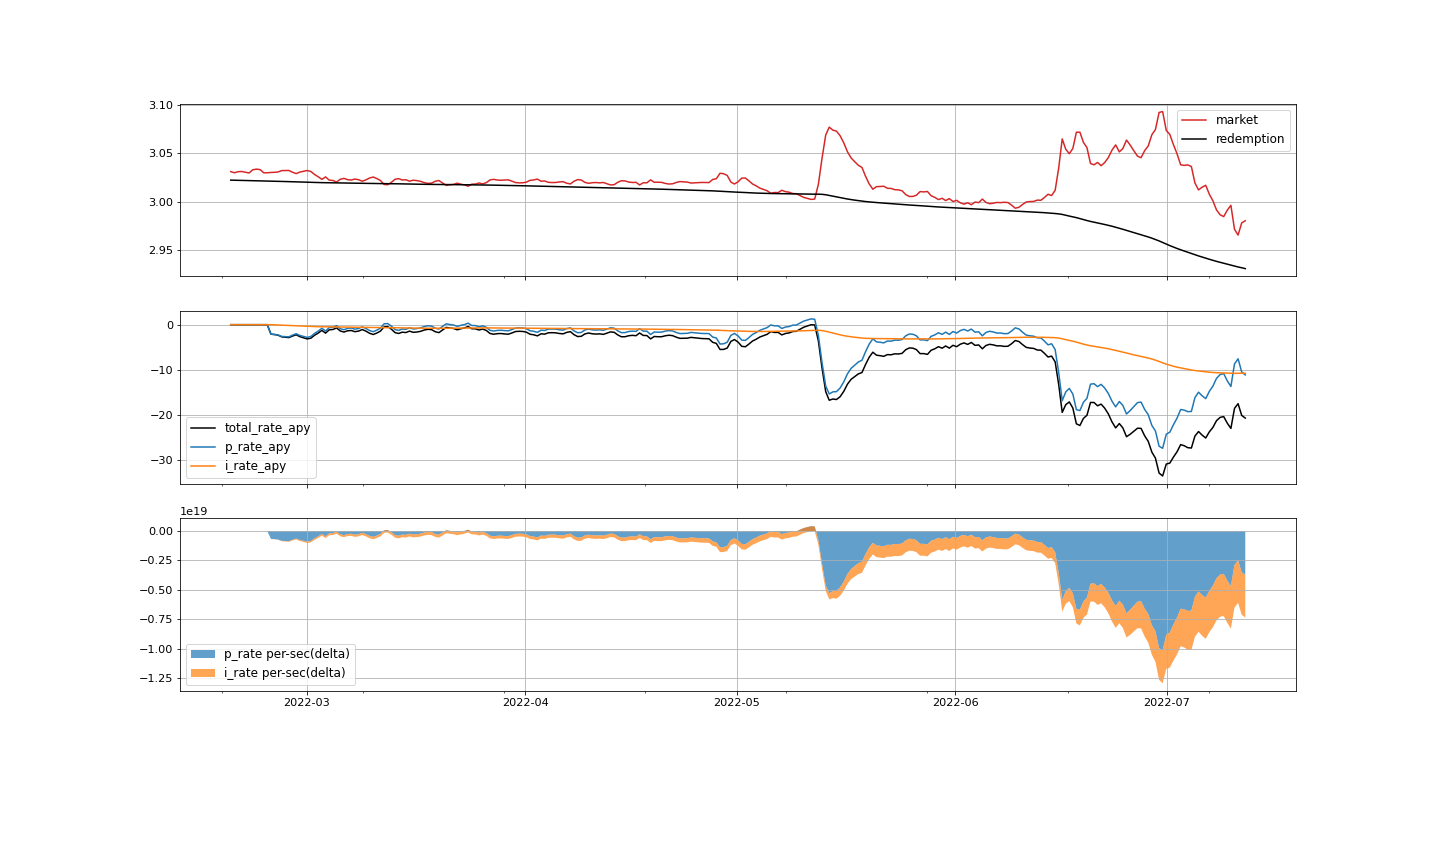 3.10
3.05
3.00
2.95
market
redemption
0
−10
−20
−30
total_rate_apy
p_rate_apy
i_rate_apy
1e19
0.00
−0.25
−0.50
−0.75
−1.00
−1.25
p_rate per-sec(delta)
i_rate per-sec(delta)
2022-03 2022-04 2022-05 2022-06 2022-07